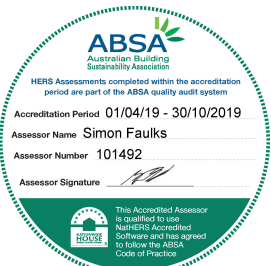 ABSA
Australian Building
Sustainability Association
HERS Assessments completed within the accreditation
period are part of the ABSA quality audit system
Accreditation Period 01/04/19 - 30/10/2019
Assessor Name Simon Faulks
Assessor Number 101492
Assessor Signature
This Accredited Assessor
is qualified to use
NatHERS Accredited
Software and has agreed
to follow the ABSA
Code of Practice
NATIONWIDE
HOUSE